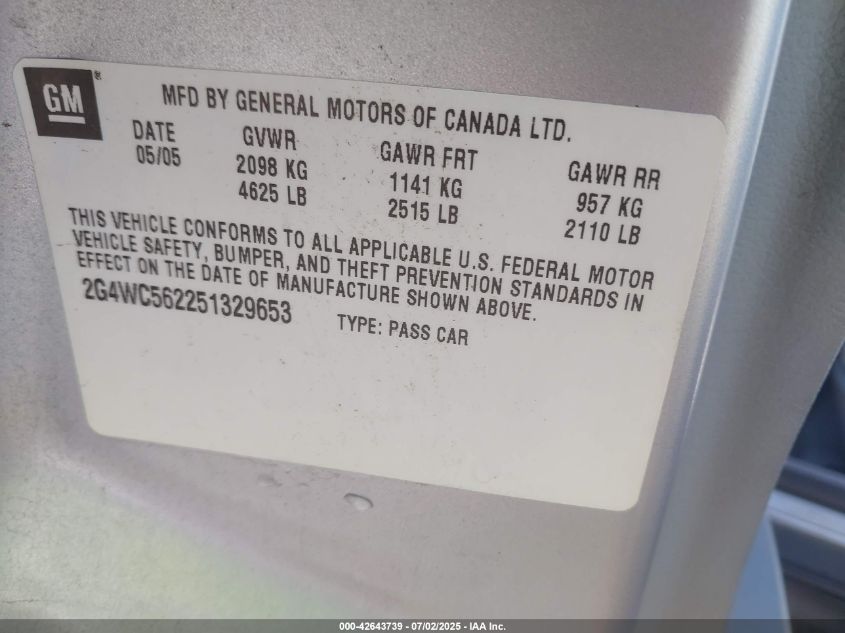 GM®
MFD BY GENERAL MOTORS OF CANADA LTD.
DATE GVWR GAWR FRT GAWR RR
05/05 2098 KG 1141 KG 957 KG
4625 LB 2515 LB 2110 LB
THIS VEHICLE CONFORMS TO ALL APPLICABLE U.S. FEDERAL MOTOR
VEHICLE SAFETY, BUMPER, AND THEFT PREVENTION STANDARDS IN
EFFECT ON THE DATE OF MANUFACTURE SHOWN ABOVE.
2G4WC562251329653 TYPE: PASS CAR
000-42643739 - 07/02/2025 - IAA Inc.